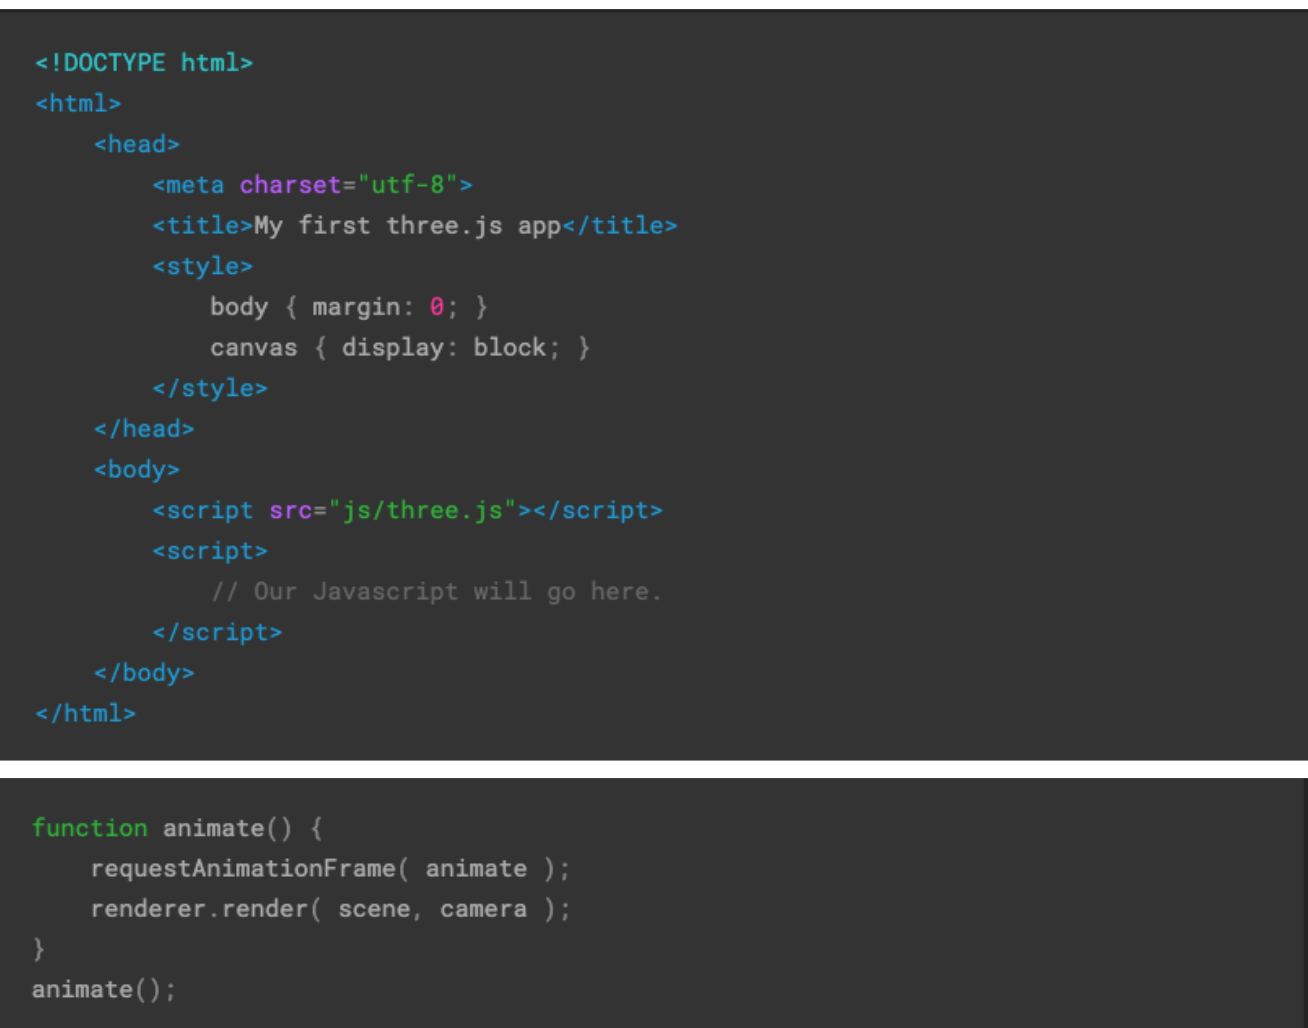 <!DOCTYPE html>
<html>
    <head>
        <meta charset="utf-8">
        <title>My first three.js app</title>
        <style>
            body { margin: 0; }
            canvas { display: block; }
        </style>
    </head>
    <body>
        <script src="js/three.js"></script>
        <script>
            // Our Javascript will go here.
        </script>
    </body>
</html>
function animate() {
    requestAnimationFrame( animate );
    renderer.render( scene, camera );
}
animate();